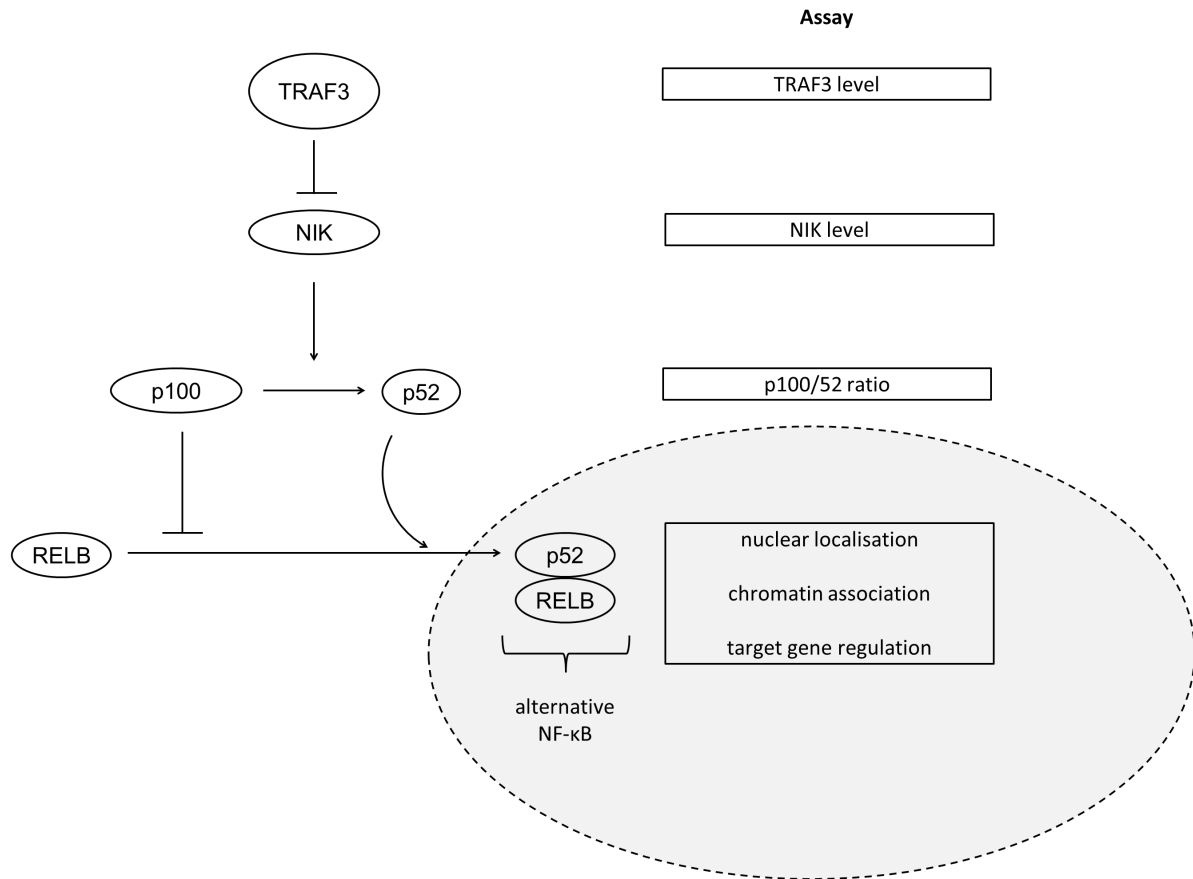 Assay
TRAF3
TRAF3 level
NIK
NIK level
p100
p52
p100/52 ratio
RELB
p52
RELB
nuclear localisation
chromatin association
target gene regulation
alternative
NF-κB